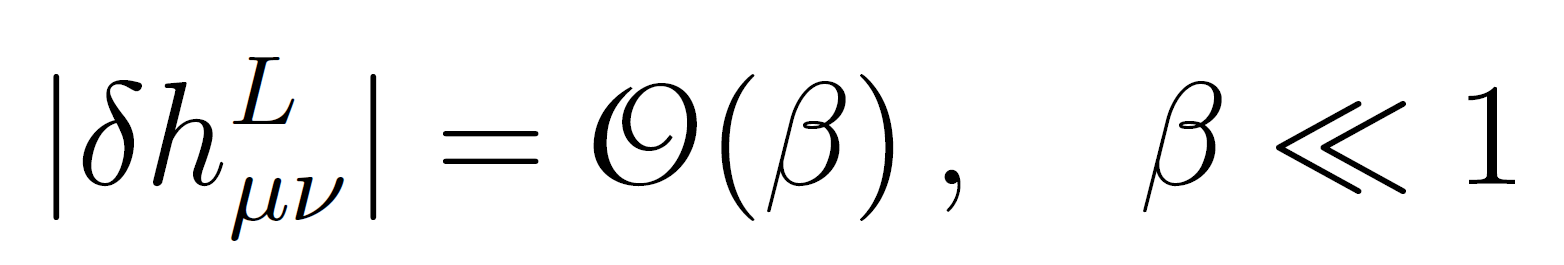 |δh^L_{μν}| = 𝒪(β) ,  β ≪ 1